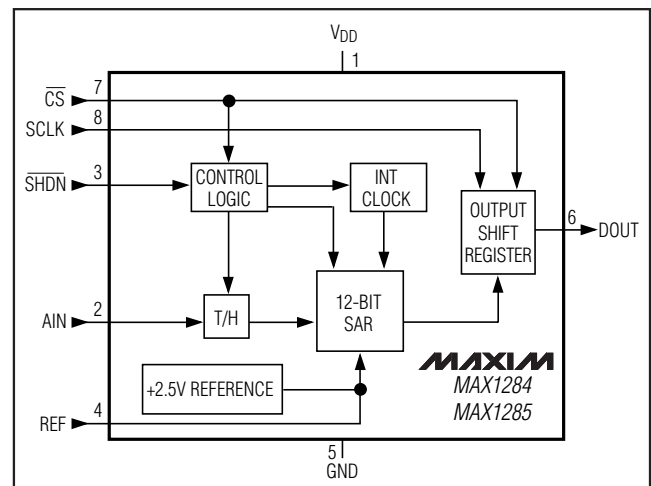 VDD
1
CS
7
SCLK
8
SHDN
3
CONTROL
LOGIC
INT
CLOCK
OUTPUT
SHIFT
REGISTER
6
DOUT
AIN
2
T/H
12-BIT
SAR
+2.5V REFERENCE
MAXIM
MAX1284
MAX1285
REF
4
5
GND